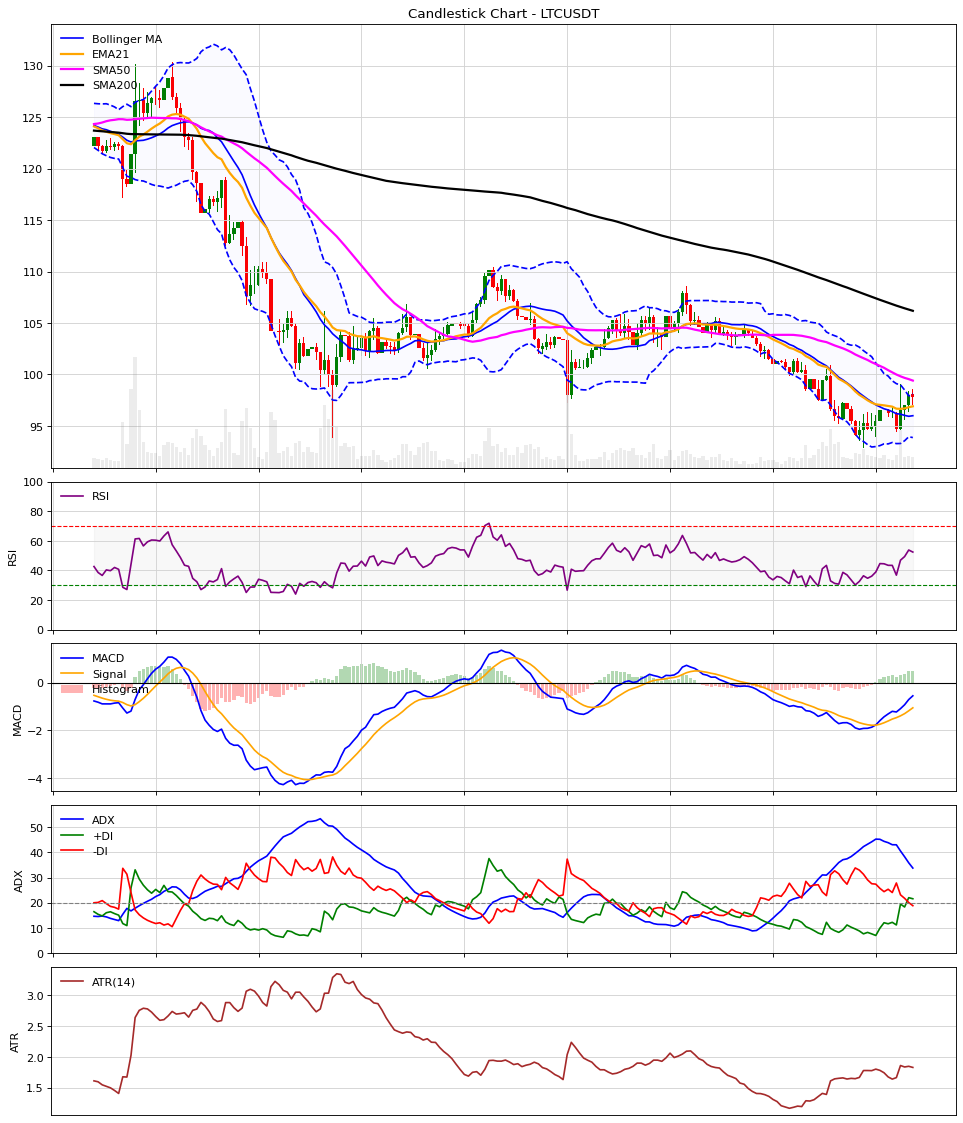 Candlestick Chart - LTCUSDT
Bollinger MA
EMA21
SMA50
SMA200
130
125
120
115
110
105
100
95
RSI
100
80
60
40
20
0
RSI
MACD
Signal
Histogram
0
−2
−4
MACD
ADX
+DI
-DI
50
40
30
20
10
0
ADX
ATR(14)
3.0
2.5
2.0
1.5
ATR